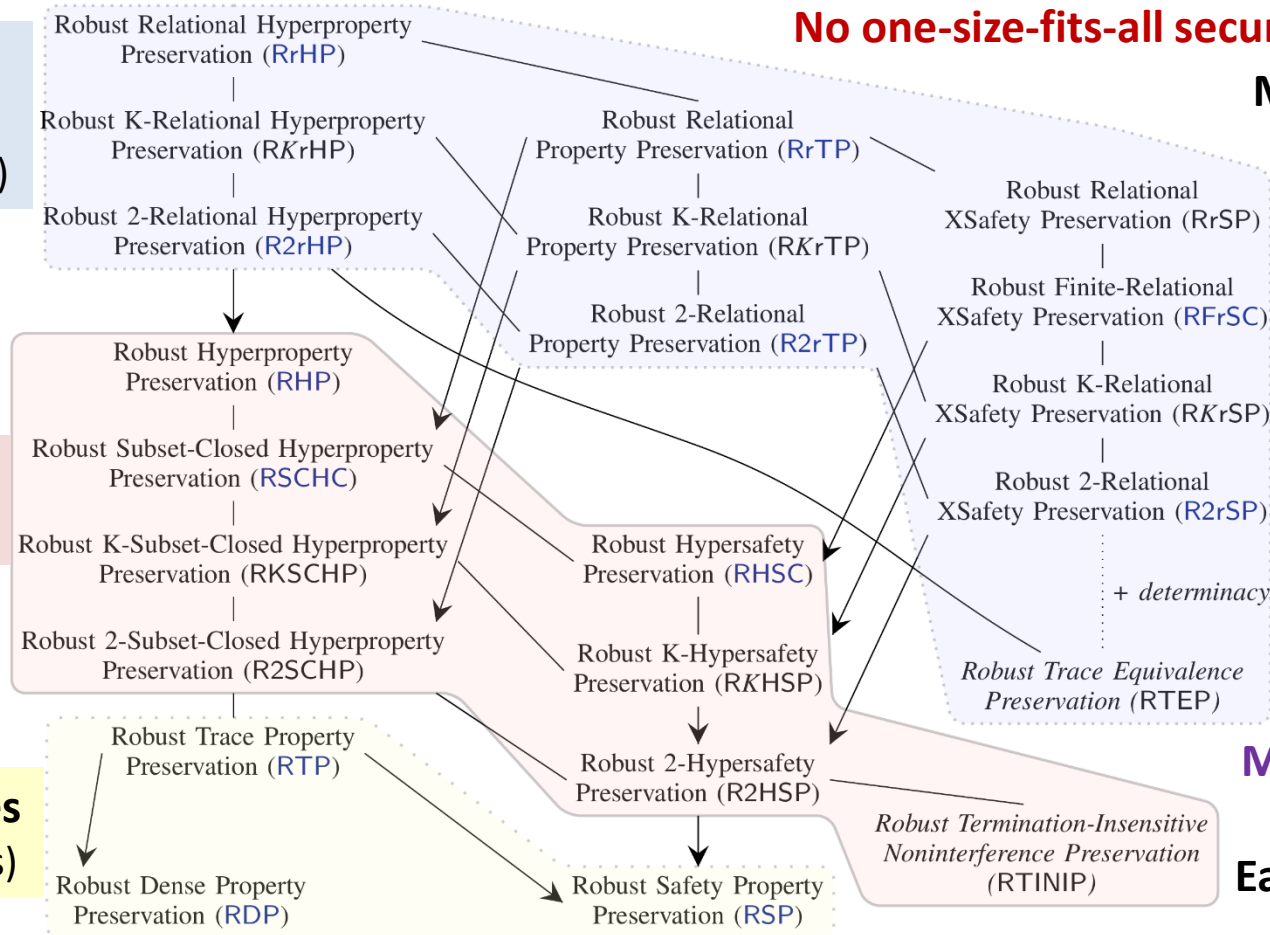 No one-size-fits-all secur
M
)
Robust Relational Hyperproperty
Preservation (RrHP)
Robust K-Relational Hyperproperty
Preservation (RKrHP)
Robust 2-Relational Hyperproperty
Preservation (R2rHP)
Robust Relational
Property Preservation (RrTP)
Robust K-Relational
Property Preservation (RKrTP)
Robust 2-Relational
Property Preservation (R2rTP)
Robust Relational
XSafety Preservation (RrSP)
Robust Finite-Relational
XSafety Preservation (RFrSC)
Robust K-Relational
XSafety Preservation (RKrSP)
Robust 2-Relational
XSafety Preservation (R2rSP)
+ determinacy
Robust Trace Equivalence
Preservation (RTEP)
Robust Hyperproperty
Preservation (RHP)
Robust Subset-Closed Hyperproperty
Preservation (RSCHC)
Robust K-Subset-Closed Hyperproperty
Preservation (RKSCHP)
Robust 2-Subset-Closed Hyperproperty
Preservation (R2SCHP)
Robust Hypersafety
Preservation (RHSC)
Robust K-Hypersafety
Preservation (RKHSP)
Robust 2-Hypersafety
Preservation (R2HSP)
Robust Termination-Insensitive
Noninterference Preservation
(RTINIP)
M
Ea
es
s)
Robust Trace Property
Preservation (RTP)
Robust Dense Property
Preservation (RDP)
Robust Safety Property
Preservation (RSP)